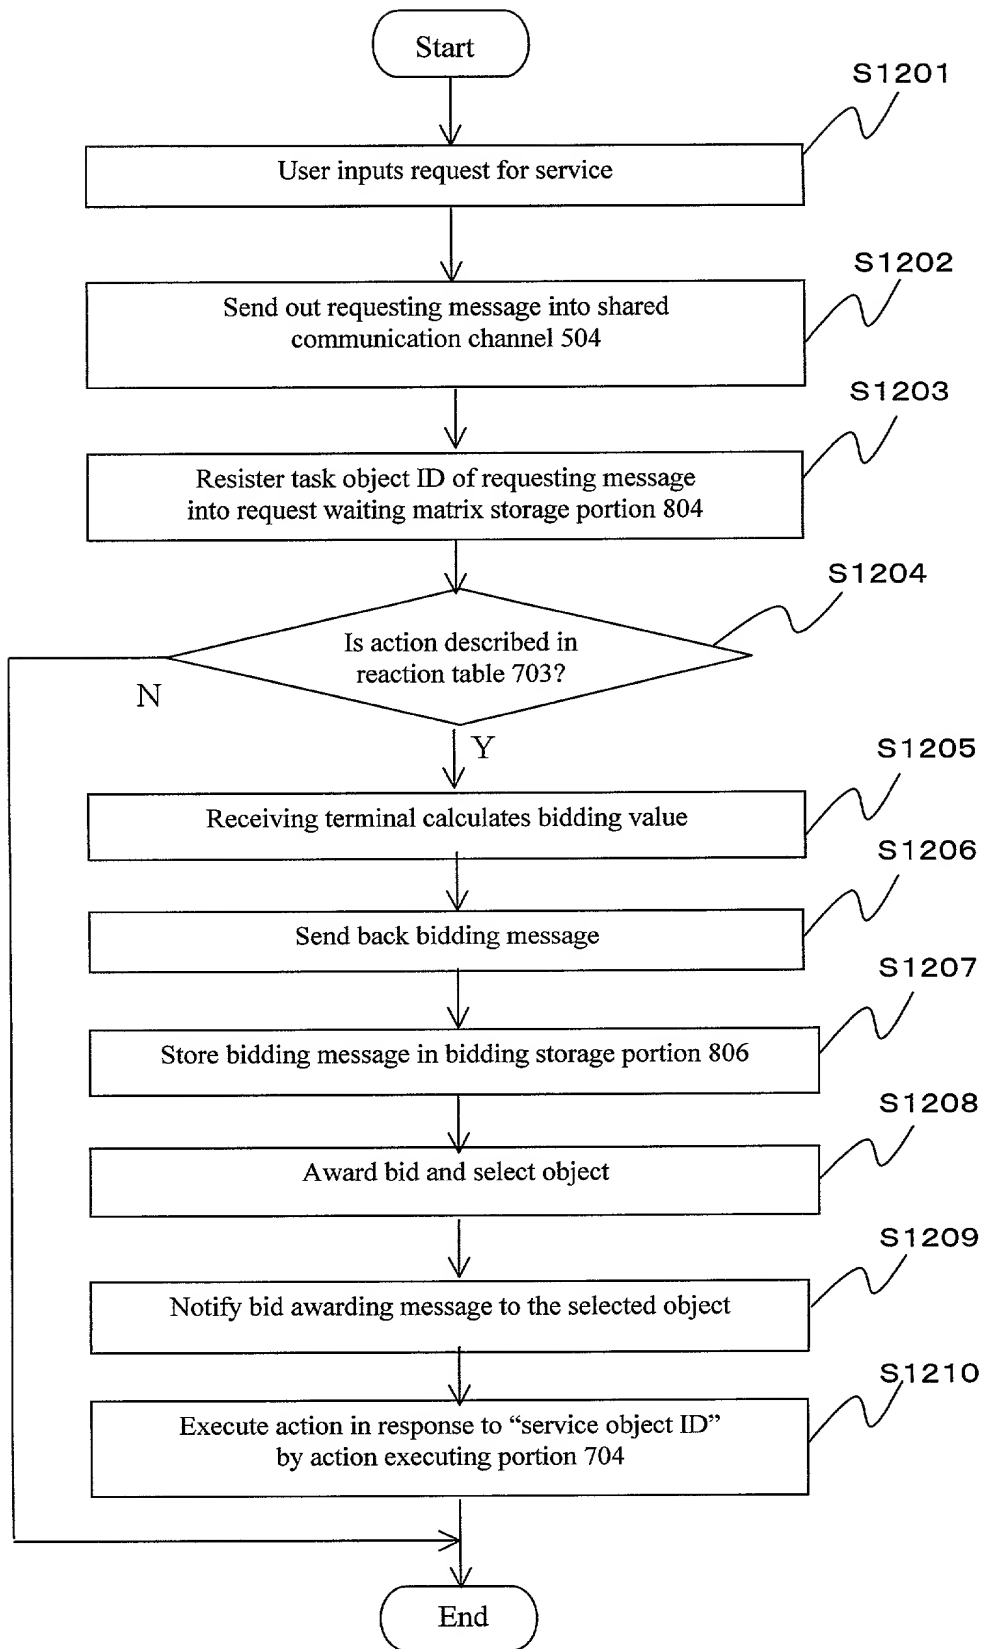 Start
S1201
User inputs request for service
S1202
Send out requesting message into shared
communication channel 504
S1203
Resister task object ID of requesting message
into request waiting matrix storage portion 804
S1204
Is action described in
reaction table 703?
N
Y
S1205
Receiving terminal calculates bidding value
S1206
Send back bidding message
S1207
Store bidding message in bidding storage portion 806
S1208
Award bid and select object
S1209
Notify bid awarding message to the selected object
S1210
Execute action in response to “service object ID”
by action executing portion 704
End